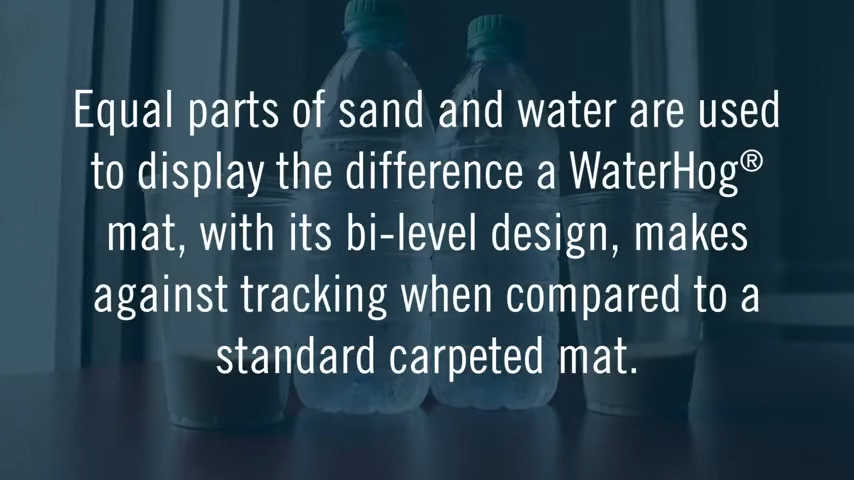 Equal parts of sand and water are used
to display the difference a WaterHog®
mat, with its bi-level design, makes
against tracking when compared to a
standard carpeted mat.